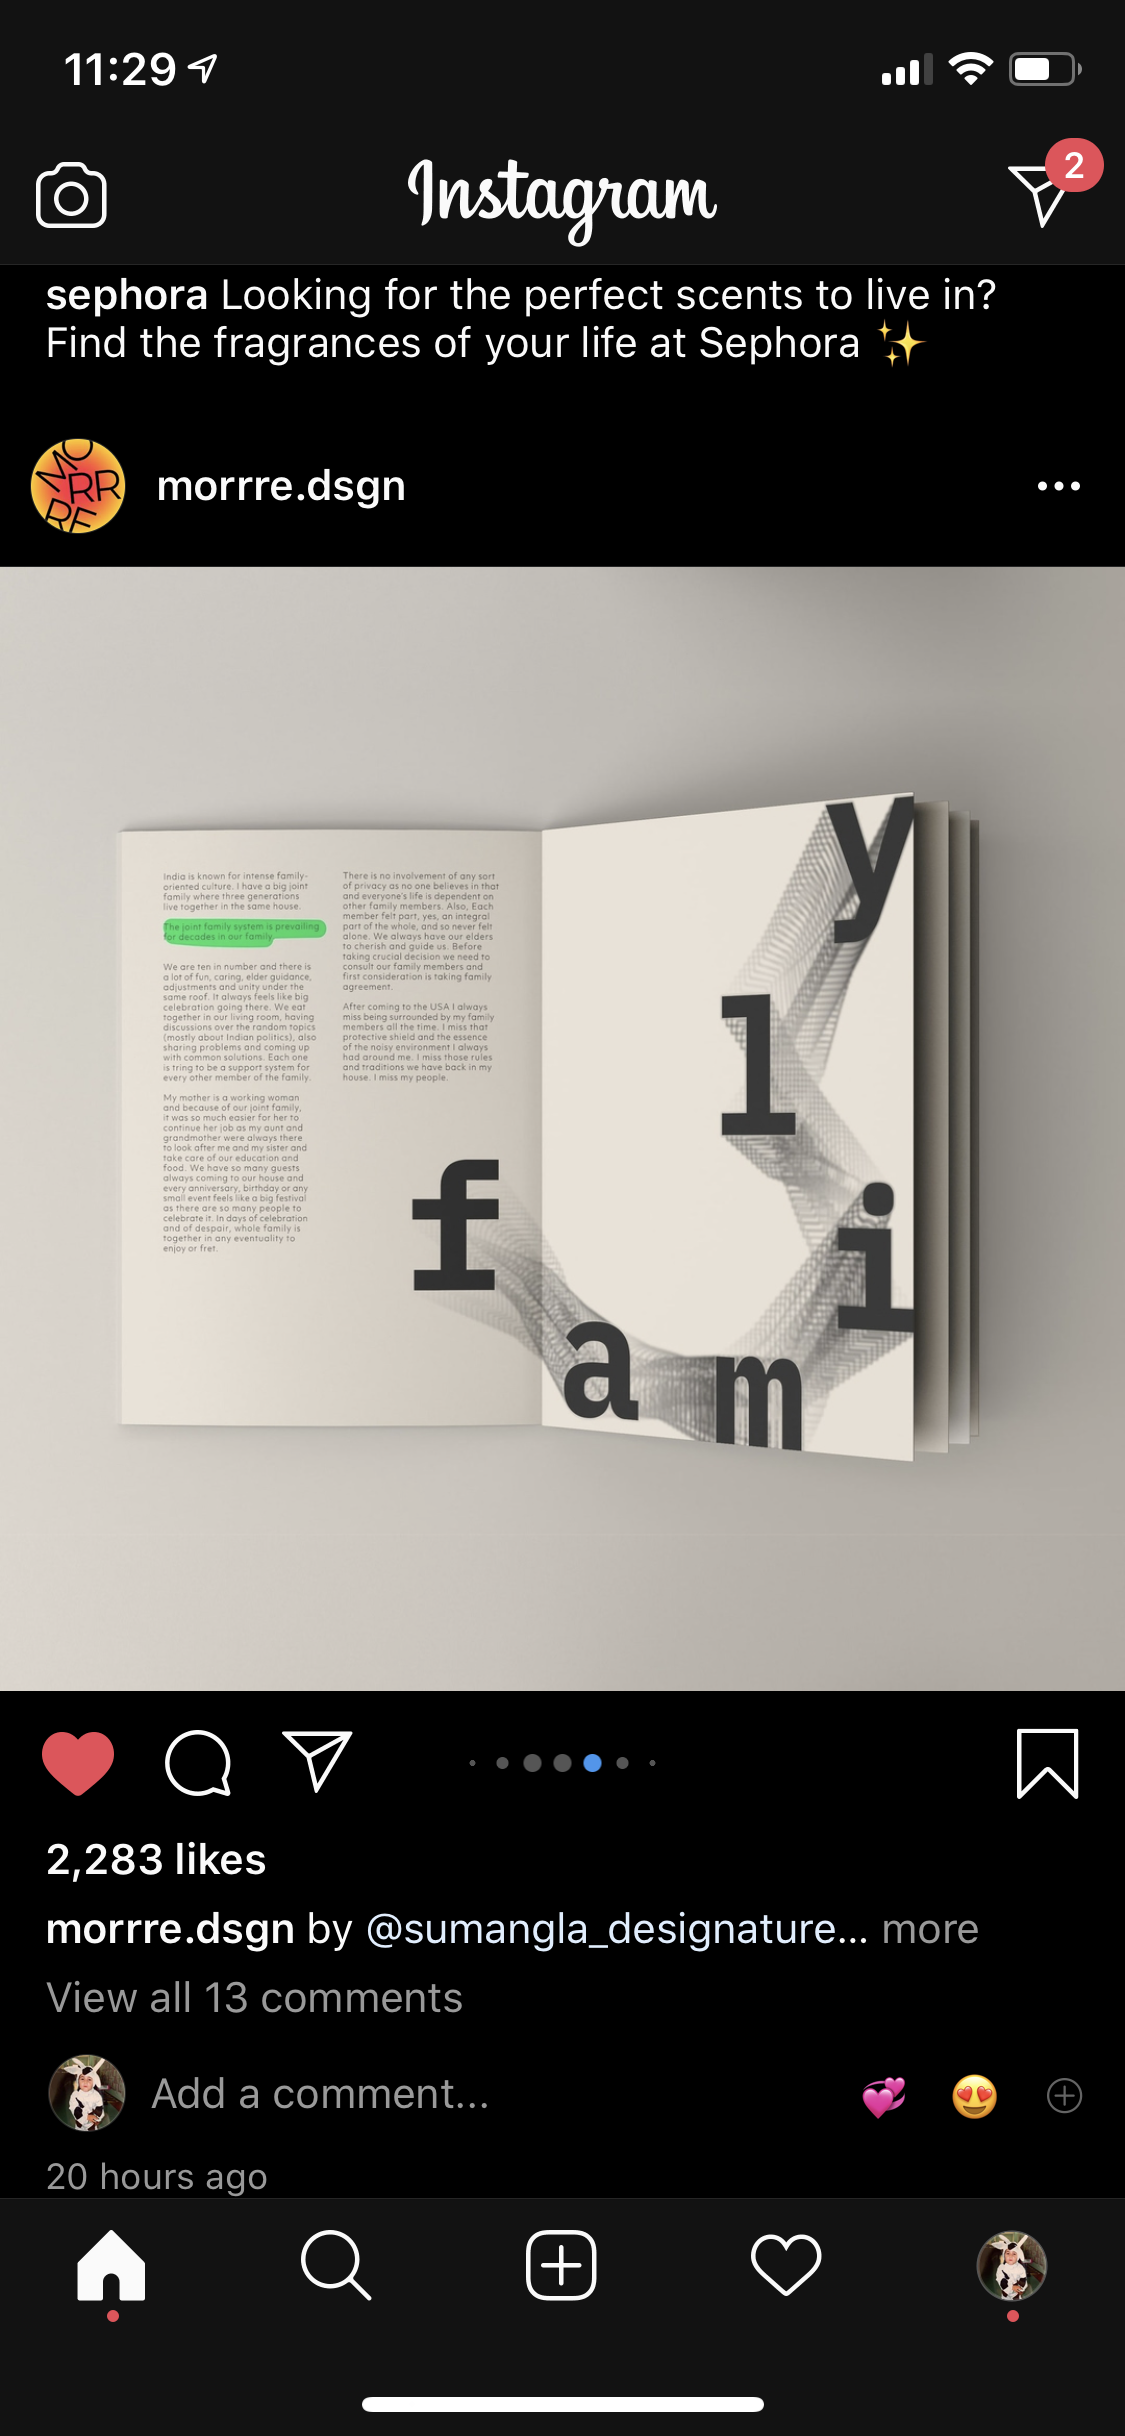 11:29
Instagram
2
sephora Looking for the perfect scents to live in?
Find the fragrances of your life at Sephora ✨
MO
RRR
RE
morrre.dsgn
India is known for intense family-
oriented culture. I have a big joint
family where three generations
live together in the same house.
The joint family system is prevailing
for decades in our family.
We are ten in number and there is
a lot of fun, caring, elder guidance,
adjustments and unity under the
same roof. It always feels like big
celebration going there. We eat
together in our living room, having
discussions over the random topics
(mostly about Indian politics), also
sharing problems and coming up
with common solutions. Each one
is tring to be a support system for
every other member of the family.
My mother is a working woman
and because of our joint family,
it was so much easier for her to
continue her job as my aunt and
grandmother were always there
to look after me and my sister and
take care of our education and
food. We have so many guests
always coming to our house and
every anniversary, birthday or any
small event feels like a big festival
as there are so many people to
celebrate it. In days of celebration
and of despair, whole family is
together in any eventuality to
enjoy or fret.
There is no involvement of any sort
of privacy as no one believes in that
and everyone's life is dependent on
other family members. Also, Each
member felt part, yes, an integral
part of the whole, and so never felt
alone. We always have our elders
to cherish and guide us. Before
taking crucial decision we need to
consult our family members and
first consideration is taking family
agreement.
After coming to the USA I always
miss being surrounded by my family
members all the time. I miss that
protective shield and the essence
of the noisy environment I always
had around me. I miss those rules
and traditions we have back in my
house. I miss my people.
f
a
m
i
l
y
2,283 likes
morrre.dsgn by @sumangla_designature... more
View all 13 comments
Add a comment...
20 hours ago